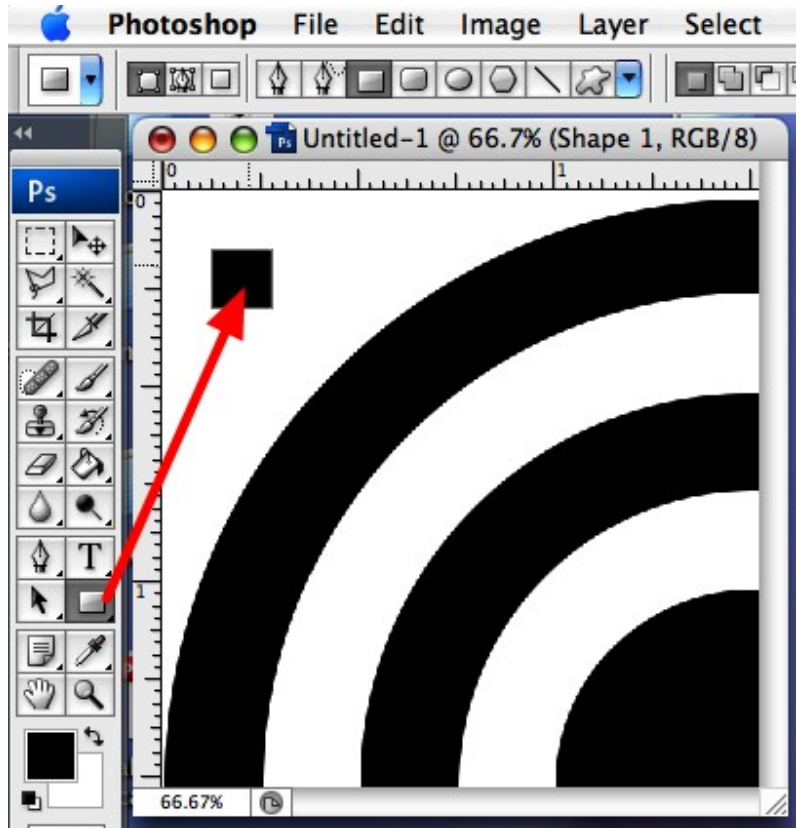 Photoshop File Edit Image Layer Select
Untitled-1 @ 66.7% (Shape 1, RGB/8)
Ps
0 1
0
T
1
66.67%